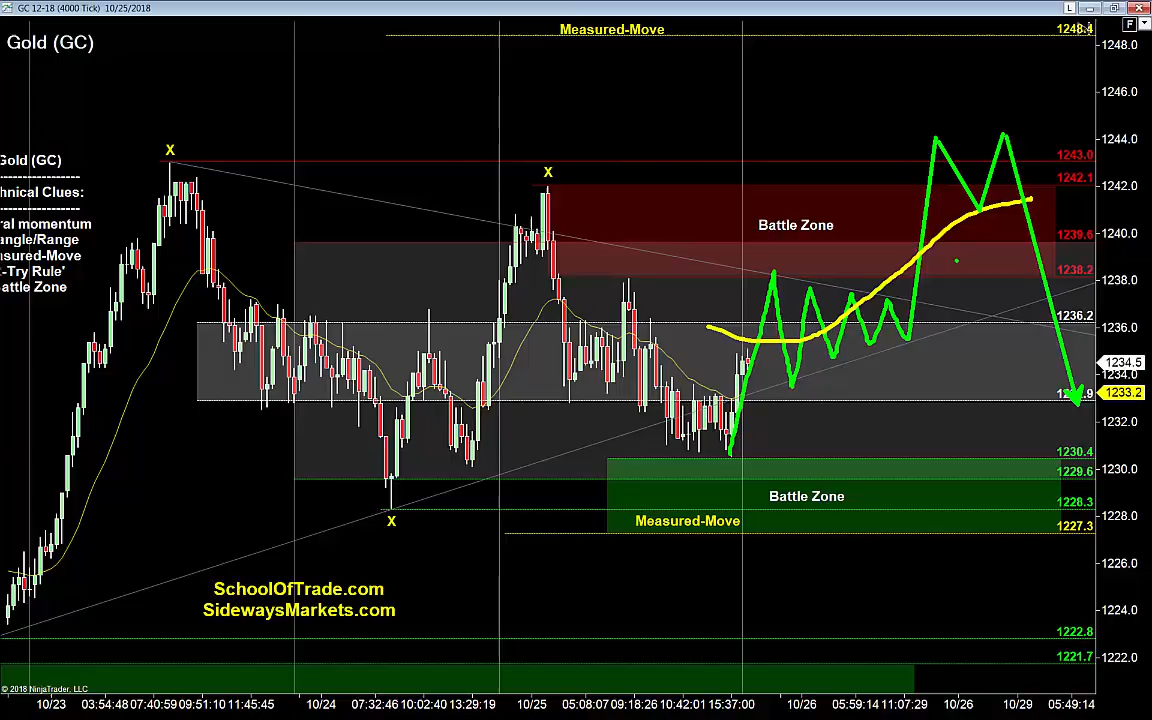 GC 12-18 (4000 Tick) 10/25/2018
L
F
Gold (GC)
Measured-Move
1248.4
1248.0
1246.0
1244.0
X
1243.0
X
1242.1
1242.0
Gold (GC)
------------------
hnical Clues:
------------------
ral momentum
angle/Range
asured-Move
-Try Rule'
attle Zone
Battle Zone
1239.6
1240.0
1238.2
1238.0
1236.2
1236.0
1234.5
1234.0
1233.2
1232.0
1230.4
1230.0
1229.6
Battle Zone
1228.3
1228.0
X
Measured-Move
1227.3
1226.0
SchoolOfTrade.com
SidewaysMarkets.com
1224.0
1222.8
1222.0
1221.7
© 2018 NinjaTrader, LLC
10/23 03:54:48 07:40:59 09:51:10 11:45:45 10/24 07:32:46 10:02:40 13:29:19 10/25 05:08:07 09:18:26 10:42:01 15:37:00 10/26 05:59:14 11:07:29 10/26 10/29 05:49:14